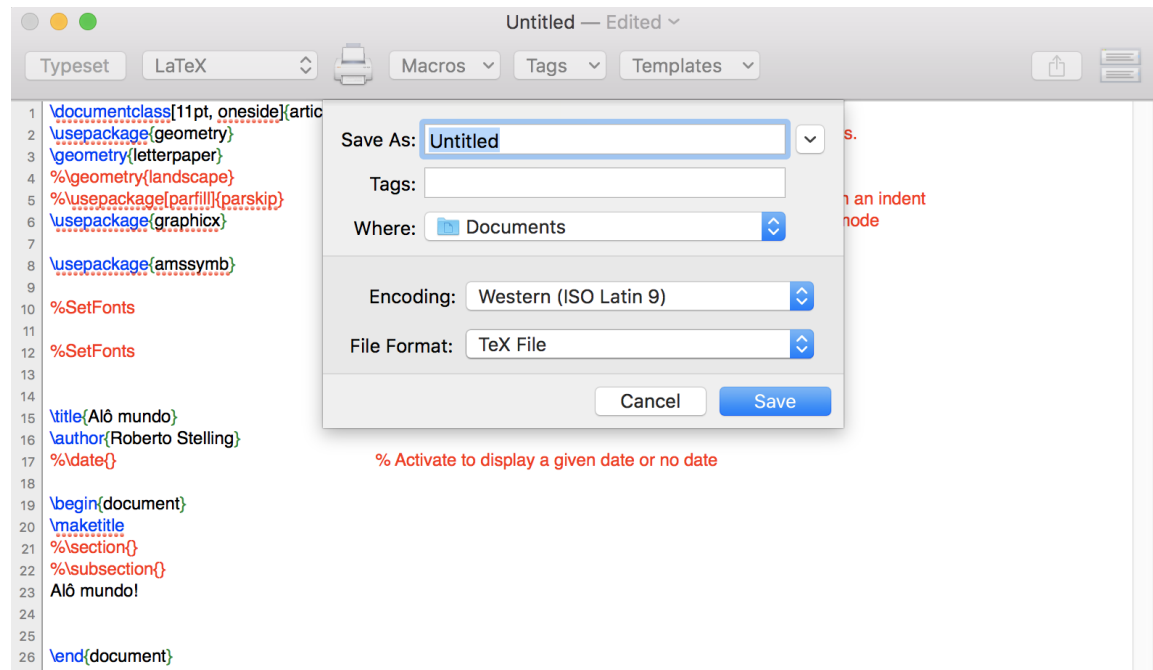 Untitled — Edited
Typeset LaTeX Macros Tags Templates
1 \documentclass[11pt, oneside]{artic
2 \usepackage{geometry} s.
3 \geometry{letterpaper}
4 %\geometry{landscape}
5 %\usepackage[parfill]{parskip} n an indent
6 \usepackage{graphicx} node
7
8 \usepackage{amssymb}
9
10 %SetFonts
11
12 %SetFonts
13
14
15 \title{Alô mundo}
16 \author{Roberto Stelling}
17 %\date{} % Activate to display a given date or no date
18
19 \begin{document}
20 \maketitle
21 %\section{}
22 %\subsection{}
23 Alô mundo!
24
25
26 \end{document}
Save As: Untitled
Tags:
Where: Documents
Encoding: Western (ISO Latin 9)
File Format: TeX File
Cancel Save